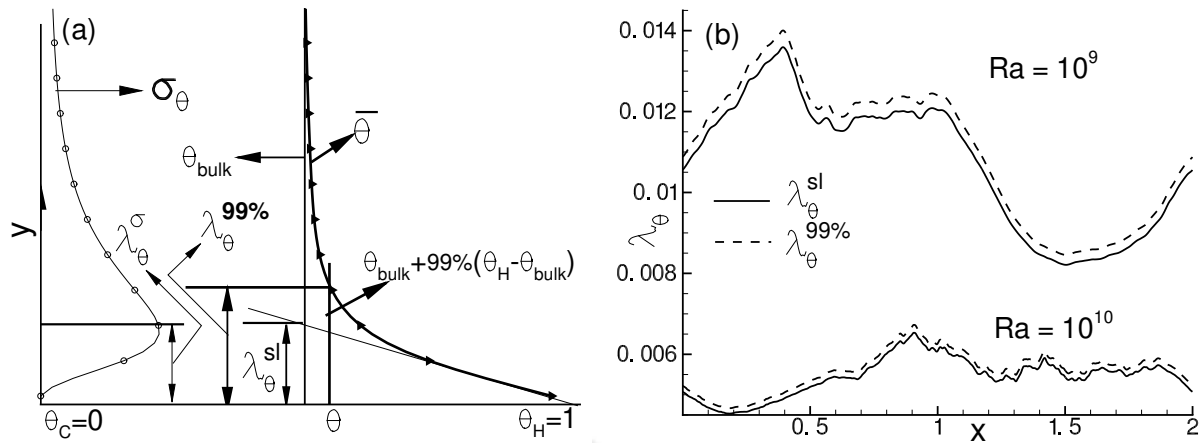 (a)
σ_θ
θ̄
θ_bulk
λ_θ^σ
λ_θ^99%
θ_bulk+99%(θ_H-θ_bulk)
λ_θ^sl
y
θ_C=0
θ
θ_H=1
(b)
Ra = 10^9
λ_θ^sl
λ_θ^99%
Ra = 10^10
λ_θ
0.014
0.012
0.010
0.008
0.006
0.5
1
1.5
2
x